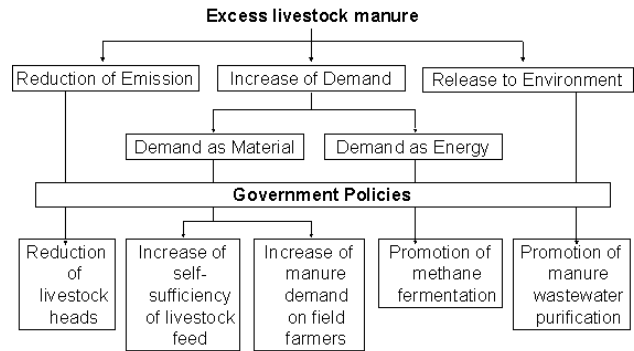 Excess livestock manure
Reduction of Emission
Increase of Demand
Release to Environment
Demand as Material
Demand as Energy
Government Policies
Reduction
of
livestock
heads
Increase of
self-
sufficiency
of livestock
feed
Increase of
manure
demand
on field
farmers
Promotion of
methane
fermentation
Promotion of
manure
wastewater
purification